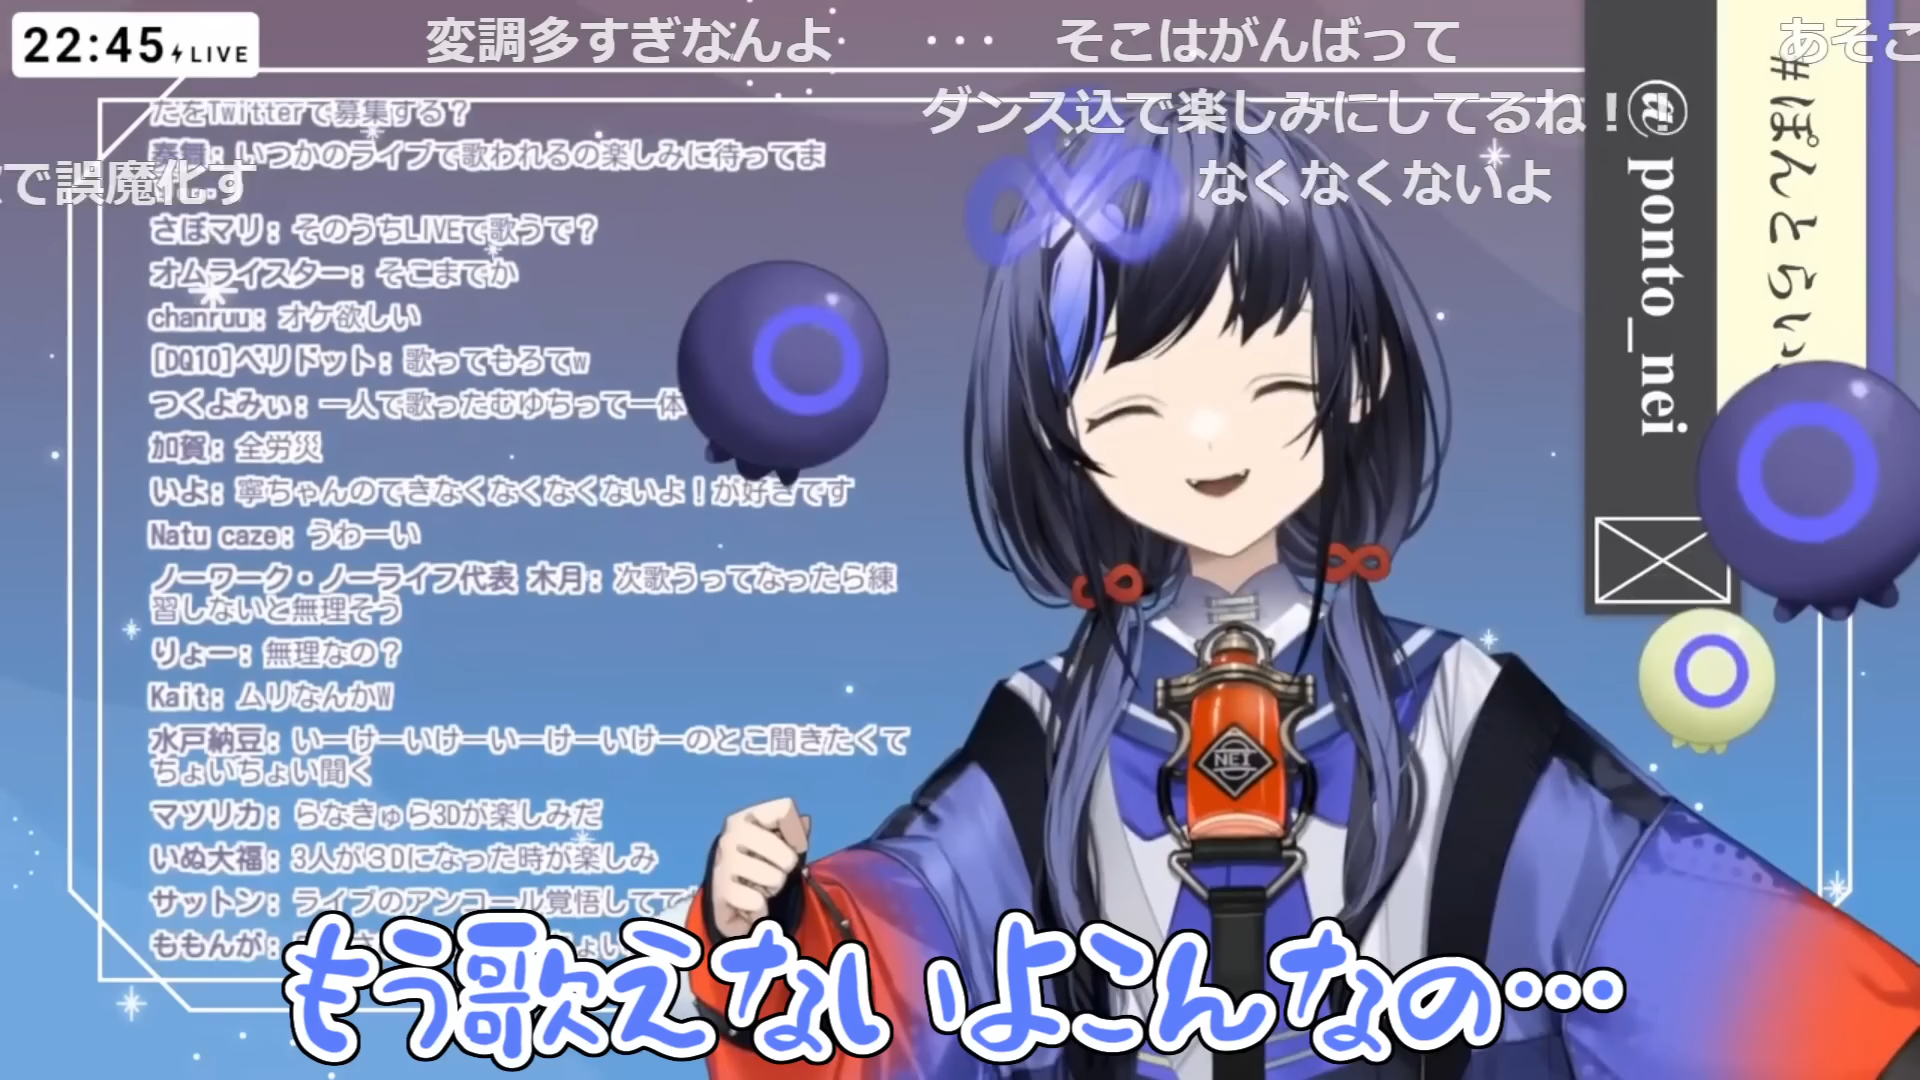 22:45 LIVE
変調多すぎなんよ
・・・
そこはがんばって
あそこ
ダンス込で楽しみにしてるね！
で誤魔化す
なくなくないよ
たをTwitterで募集する？
奏舞: いつかのライブで歌われるの楽しみに待ってま
さぼマリ: そのうちLIVEで歌うで？
オムライスター: そこまでか
chanruu: オケ欲しい
[DQ10]ペリドット: 歌ってもろてw
つくよみぃ: 一人で歌ったむゆちって一体
加賀: 全労災
いよ: 寧ちゃんのできなくなくなくないよ！が好きです
Natu caze: うわーい
ノーワーク・ノーライフ代表 木月: 次歌うってなったら練
習しないと無理そう
りょー: 無理なの？
Kait: ムリなんかW
水戸納豆: いーけーいけーいーけーいけーのとこ聞きたくて
ちょいちょい聞く
マツリカ: らなきゅら3Dが楽しみだ
いぬ大福: 3人が3Dになった時が楽しみ
サットン: ライブのアンコール覚悟してて
ももんが:
@ponto_nei
#ぽんとらい
NEI
もう歌えないよこんなの…